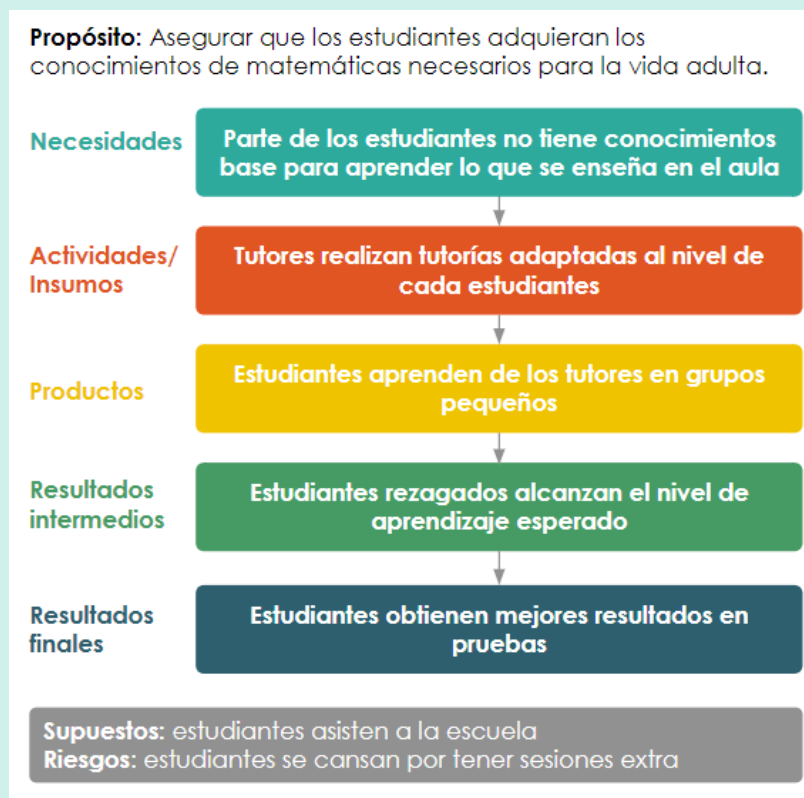 Propósito: Asegurar que los estudiantes adquieran los
conocimientos de matemáticas necesarios para la vida adulta.
Necesidades
Parte de los estudiantes no tiene conocimientos
base para aprender lo que se enseña en el aula
Actividades/
Insumos
Tutores realizan tutorías adaptadas al nivel de
cada estudiantes
Productos
Estudiantes aprenden de los tutores en grupos
pequeños
Resultados
intermedios
Estudiantes rezagados alcanzan el nivel de
aprendizaje esperado
Resultados
finales
Estudiantes obtienen mejores resultados en
pruebas
Supuestos: estudiantes asisten a la escuela
Riesgos: estudiantes se cansan por tener sesiones extra